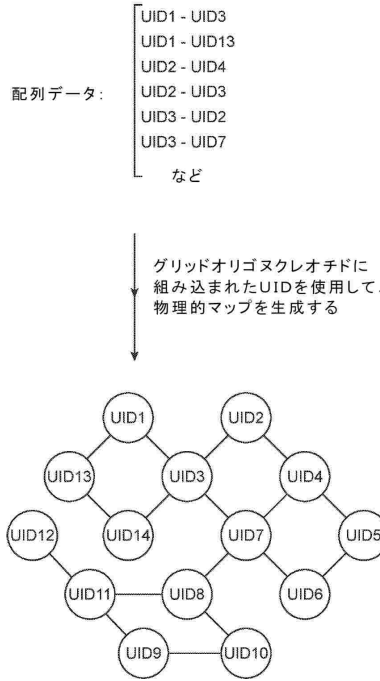 UID1 - UID3
UID1 - UID13
UID2 - UID4
配列データ: UID2 - UID3
UID3 - UID2
UID3 - UID7
など
グリッドオリゴヌクレオチドに
組み込まれたUIDを使用して、
物理的マップを生成する
UID1 UID2
UID13 UID3 UID4
UID12 UID14 UID7 UID5
UID11 UID8 UID6
UID9 UID10